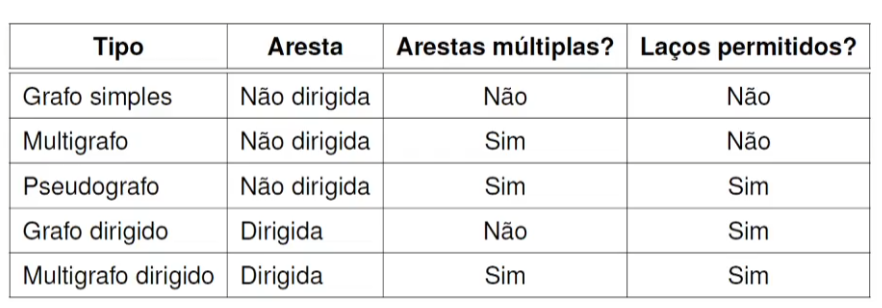 Tipo Aresta Arestas múltiplas? Laços permitidos?
Grafo simples Não dirigida Não Não
Multigrafo Não dirigida Sim Não
Pseudografo Não dirigida Sim Sim
Grafo dirigido Dirigida Não Sim
Multigrafo dirigido Dirigida Sim Sim